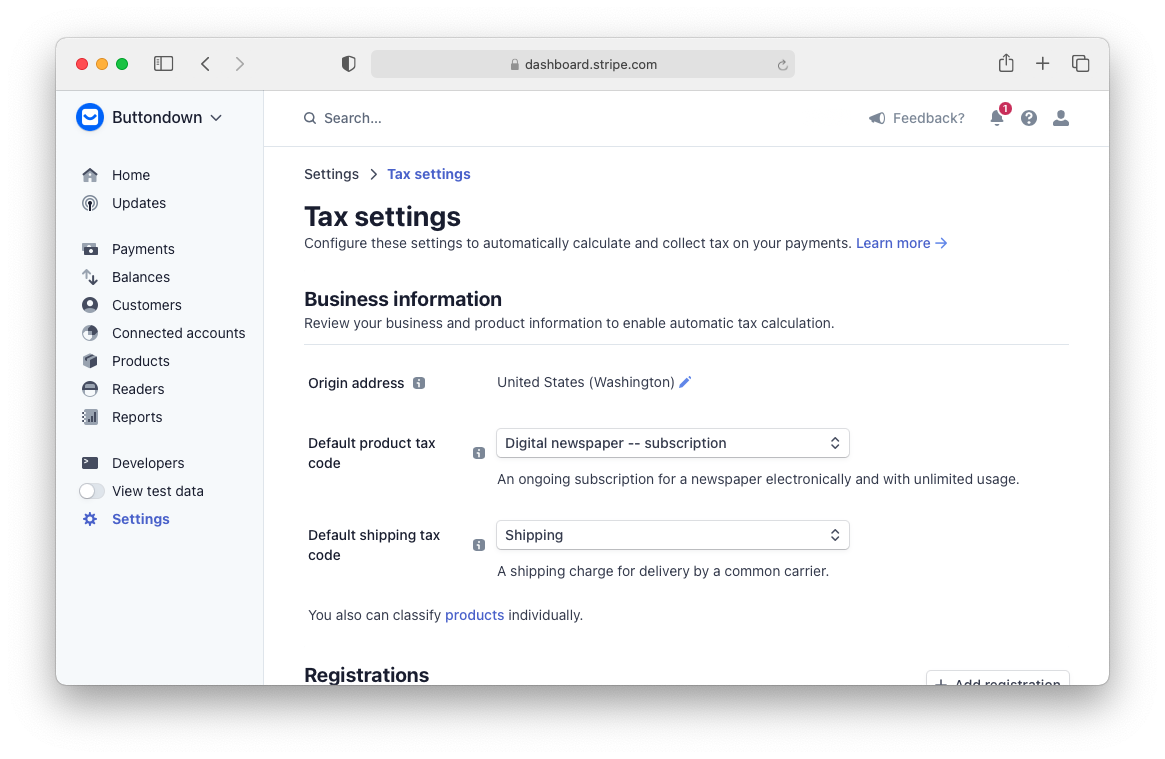 dashboard.stripe.com
Buttondown
Search...
Feedback?
1
Home
Updates
Payments
Balances
Customers
Connected accounts
Products
Readers
Reports
Developers
View test data
Settings
Settings > Tax settings
Tax settings
Configure these settings to automatically calculate and collect tax on your payments. Learn more →
Business information
Review your business and product information to enable automatic tax calculation.
Origin address
United States (Washington)
Default product tax
code
Digital newspaper -- subscription
An ongoing subscription for a newspaper electronically and with unlimited usage.
Default shipping tax
code
Shipping
A shipping charge for delivery by a common carrier.
You also can classify products individually.
Registrations
+ Add registration